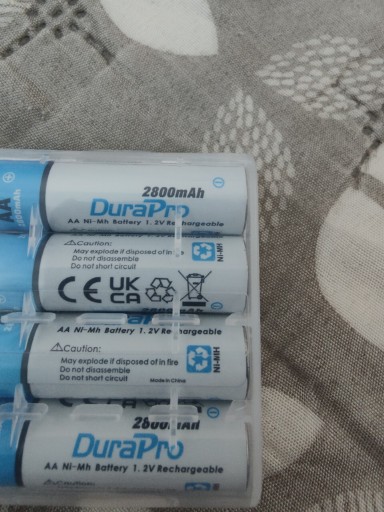 AA
2800mAh
DuraPro
AA Ni-Mh Battery 1.2V Rechargeable
Caution:
May explode if disposed of in fire
Do not disassemble
Do not short circuit
NI-MH
CE UK
CA
AA Ni-Mh Battery 1.2V Rechargeable
Caution:
May explode if disposed of in fire
Do not disassemble
Do not short circuit
Made in China
NI-MH
2800mAh
DuraPro
AA Ni-Mh Battery 1.2V Rechargeable